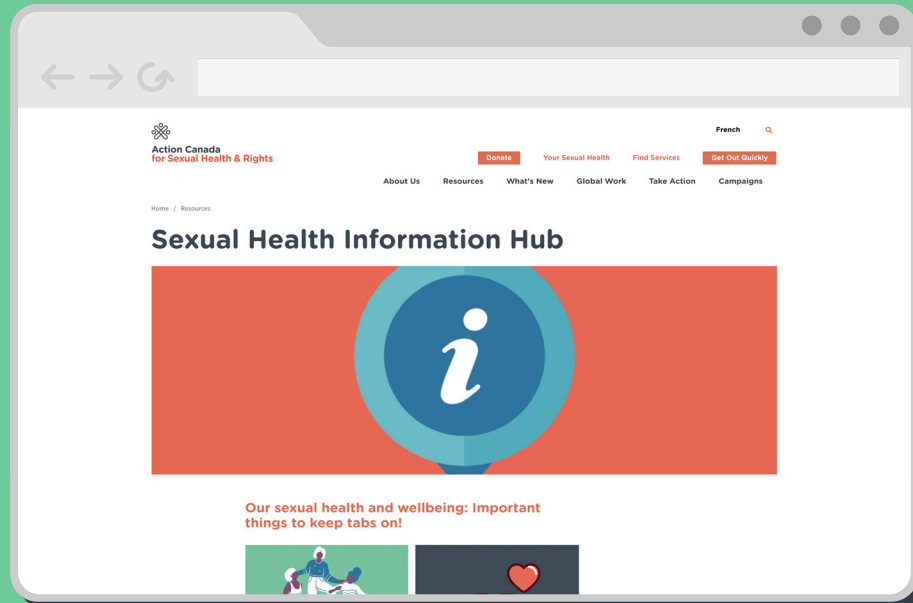 French
Action Canada
for Sexual Health & Rights
Donate
Your Sexual Health
Find Services
Get Out Quickly
About Us
Resources
What's New
Global Work
Take Action
Campaigns
Home / Resources
Sexual Health Information Hub
i
Our sexual health and wellbeing: Important
things to keep tabs on!